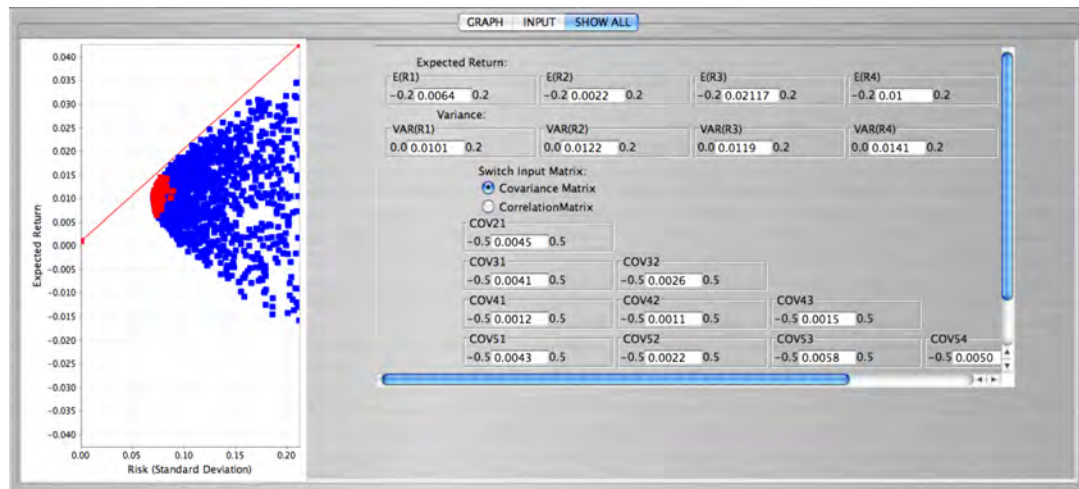 GRAPH INPUT SHOW ALL
Expected Return:
E(R1) E(R2) E(R3) E(R4)
-0.2 0.0064 0.2 -0.2 0.0022 0.2 -0.2 0.02117 0.2 -0.2 0.01 0.2
Variance:
VAR(R1) VAR(R2) VAR(R3) VAR(R4)
0.0 0.0101 0.2 0.0 0.0122 0.2 0.0 0.0119 0.2 0.0 0.0141 0.2
Switch Input Matrix:
Covariance Matrix
CorrelationMatrix
COV21
-0.5 0.0045 0.5
COV31 COV32
-0.5 0.0041 0.5 -0.5 0.0026 0.5
COV41 COV42 COV43
-0.5 0.0012 0.5 -0.5 0.0011 0.5 -0.5 0.0015 0.5
COV51 COV52 COV53 COV54
-0.5 0.0043 0.5 -0.5 0.0022 0.5 -0.5 0.0058 0.5 -0.5 0.0050
Expected Return
0.040
0.035
0.030
0.025
0.020
0.015
0.010
0.005
0.000
-0.005
-0.010
-0.015
-0.020
-0.025
-0.030
-0.035
-0.040
0.00 0.05 0.10 0.15 0.20
Risk (Standard Deviation)